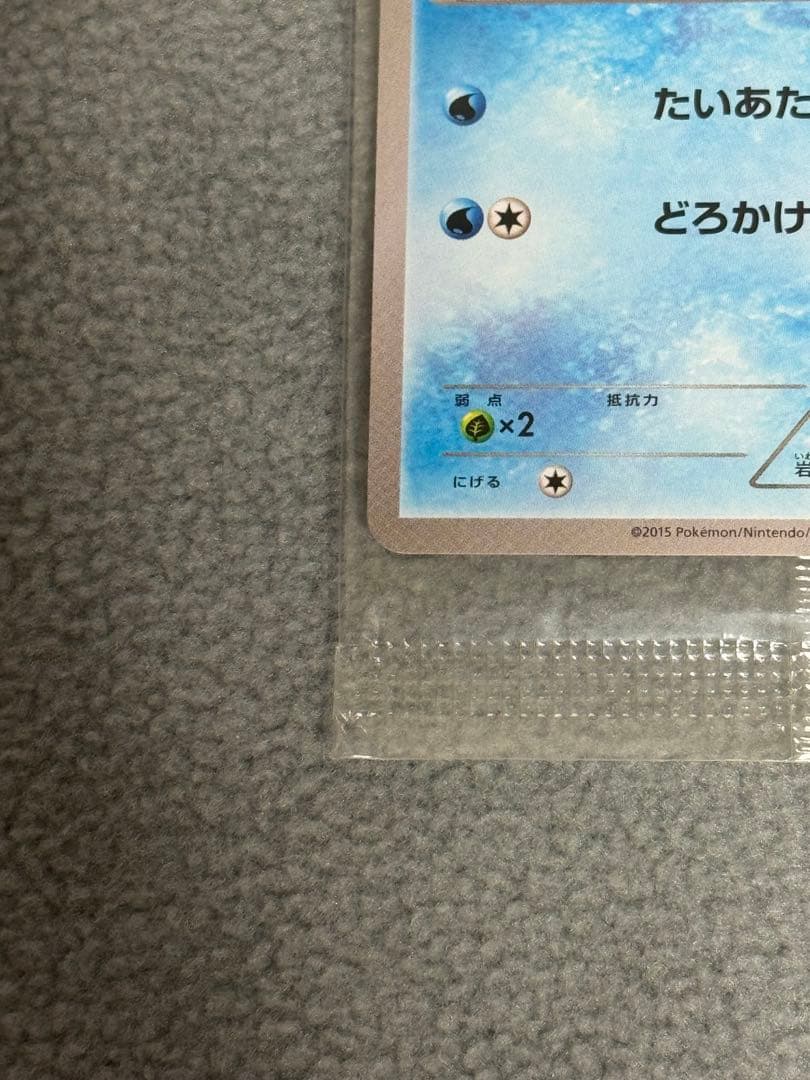 たいあた
どろかけ
弱点 抵抗力
×2
にげる
©2015 Pokémon/Nintendo/